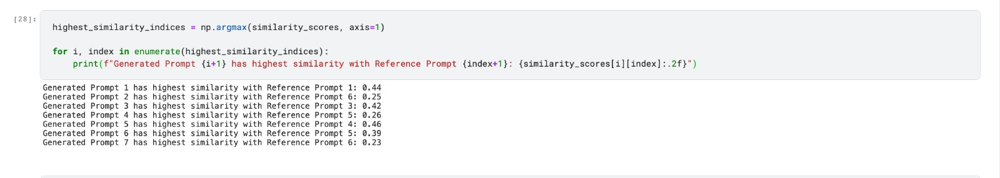 [28]:
highest_similarity_indices = np.argmax(similarity_scores, axis=1)
for i, index in enumerate(highest_similarity_indices):
    print(f"Generated Prompt {i+1} has highest similarity with Reference Prompt {index+1}: {similarity_scores[i][index]:.2f}")
Generated Prompt 1 has highest similarity with Reference Prompt 1: 0.44
Generated Prompt 2 has highest similarity with Reference Prompt 6: 0.25
Generated Prompt 3 has highest similarity with Reference Prompt 3: 0.42
Generated Prompt 4 has highest similarity with Reference Prompt 5: 0.26
Generated Prompt 5 has highest similarity with Reference Prompt 4: 0.46
Generated Prompt 6 has highest similarity with Reference Prompt 5: 0.39
Generated Prompt 7 has highest similarity with Reference Prompt 6: 0.23